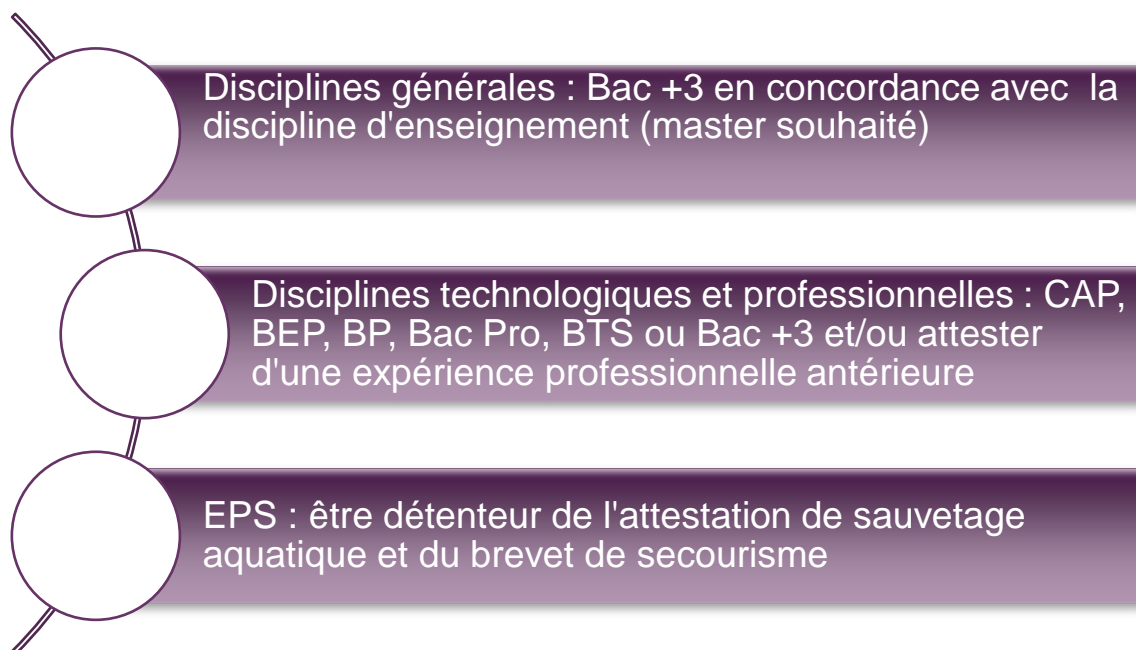 Disciplines générales : Bac +3 en concordance avec la
discipline d'enseignement (master souhaité)
Disciplines technologiques et professionnelles : CAP,
BEP, BP, Bac Pro, BTS ou Bac +3 et/ou attester
d'une expérience professionnelle antérieure
EPS : être détenteur de l'attestation de sauvetage
aquatique et du brevet de secourisme